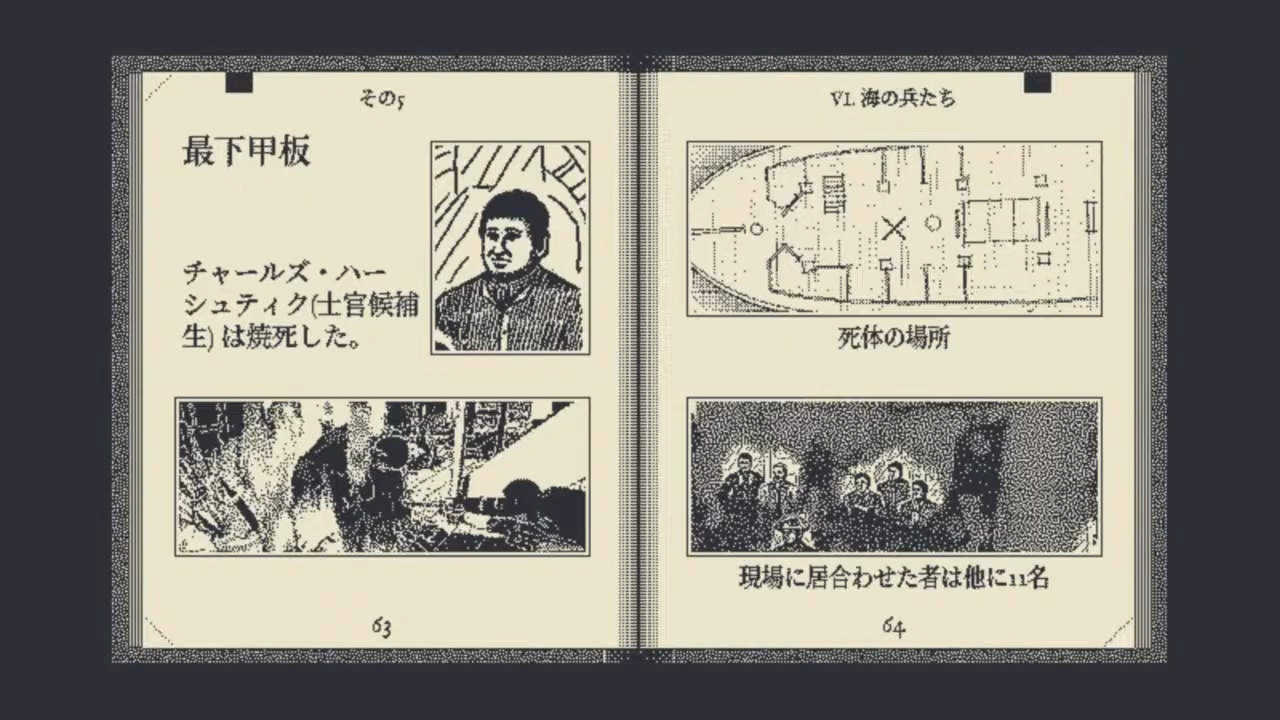 その5
最下甲板
チャールズ・ハー
シュティク(士官候補
生) は焼死した。
63
VI. 海の兵たち
死体の場所
現場に居合わせた者は他に11名
64